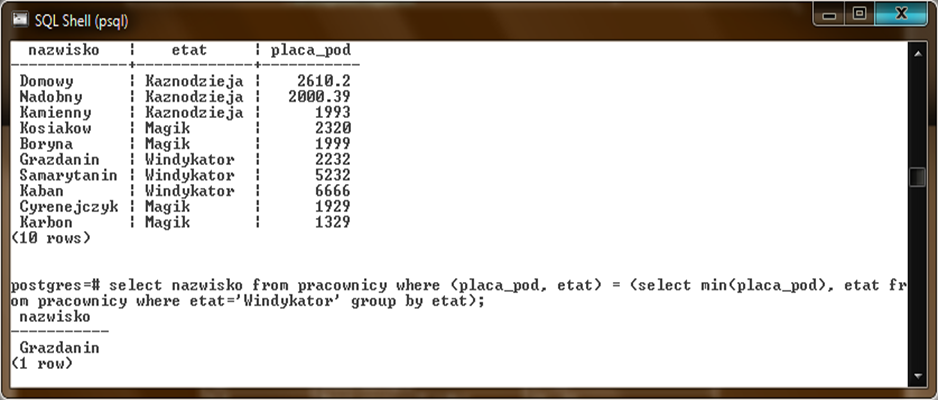 SQL Shell (psql)
nazwisko | etat | placa_pod
-------------+------------+-----------
Domowy | Kaznodzieja | 2610.2
Nadobny | Kaznodzieja | 2000.39
Kamienny | Kaznodzieja | 1993
Kosiakow | Magik | 2320
Boryna | Magik | 1999
Grazdanin | Windykator | 2232
Samarytanin | Windykator | 5232
Kaban | Windykator | 6666
Cyrenejczyk | Magik | 1929
Karbon | Magik | 1329
(10 rows)
postgres=# select nazwisko from pracownicy where (placa_pod, etat) = (select min(placa_pod), etat fr
om pracownicy where etat='Windykator' group by etat);
nazwisko
-----------
Grazdanin
(1 row)